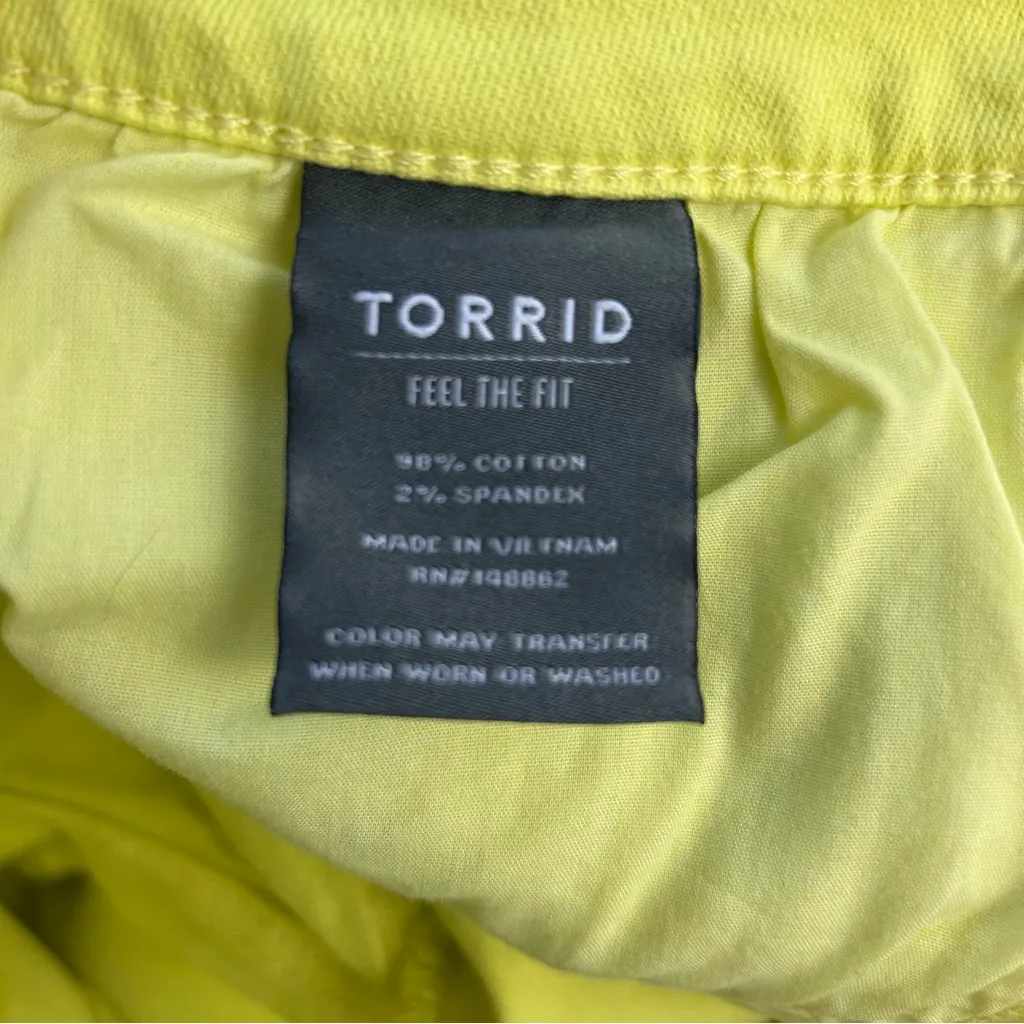 TORRID
FEEL THE FIT
98% COTTON
2% SPANDEX
MADE IN VIETNAM
RN#148862
COLOR MAY TRANSFER
WHEN WORN OR WASHED